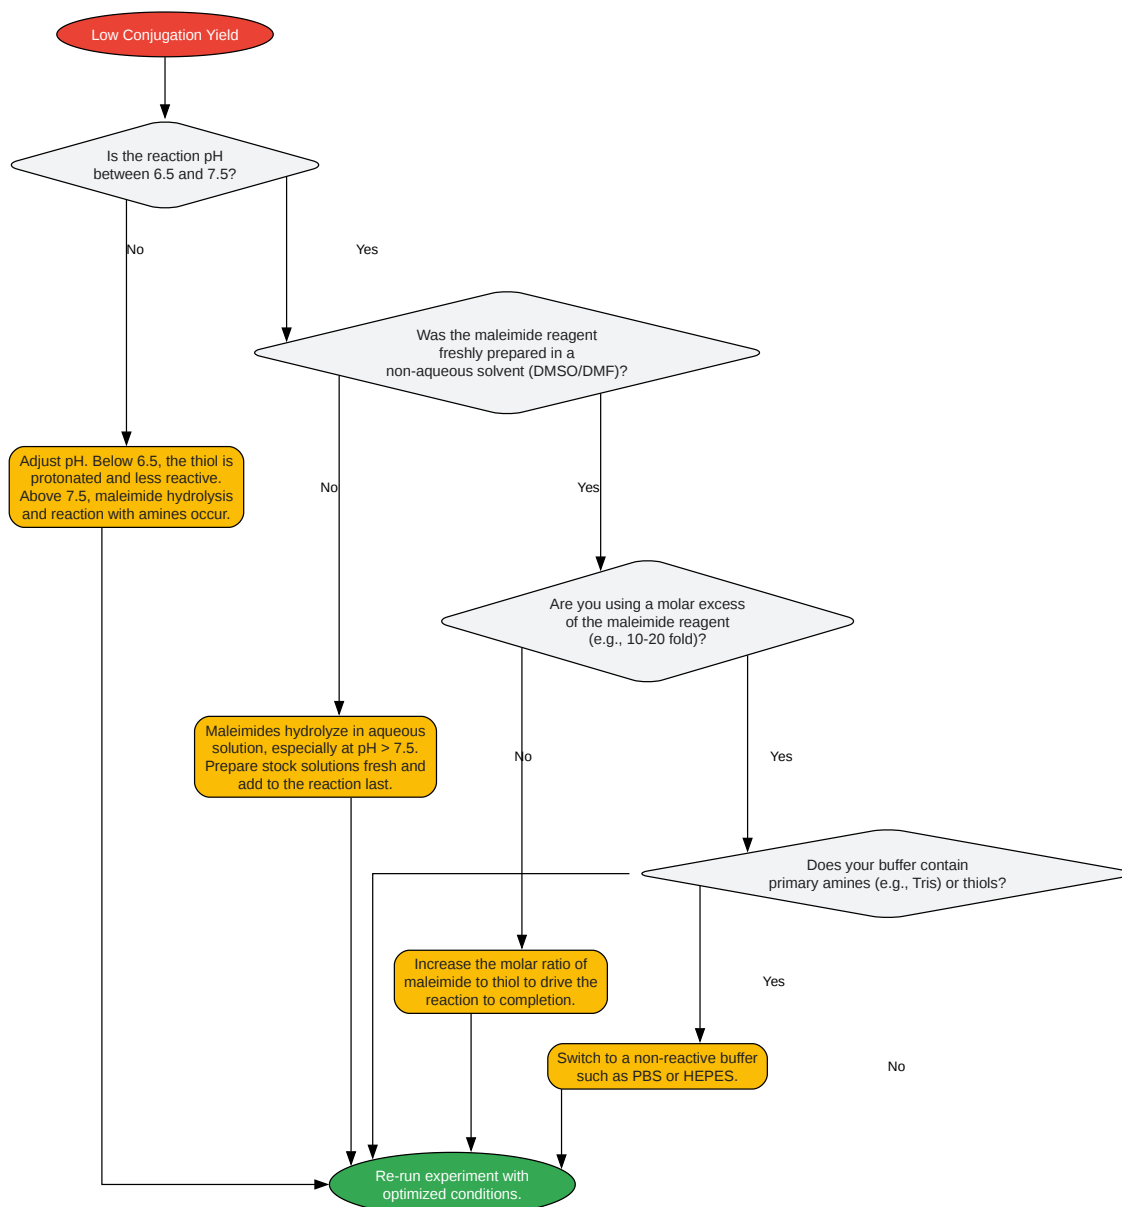 Low Conjugation Yield
Is the reaction pH
between 6.5 and 7.5?
No
Yes
Was the maleimide reagent
freshly prepared in a
non-aqueous solvent (DMSO/DMF)?
Adjust pH. Below 6.5, the thiol is
protonated and less reactive.
Above 7.5, maleimide hydrolysis
and reaction with amines occur.
No
Yes
Are you using a molar excess
of the maleimide reagent
(e.g., 10-20 fold)?
Maleimides hydrolyze in aqueous
solution, especially at pH > 7.5.
Prepare stock solutions fresh and
add to the reaction last.
No
Yes
Does your buffer contain
primary amines (e.g., Tris) or thiols?
Increase the molar ratio of
maleimide to thiol to drive the
reaction to completion.
Yes
Switch to a non-reactive buffer
such as PBS or HEPES.
No
Re-run experiment with
optimized conditions.